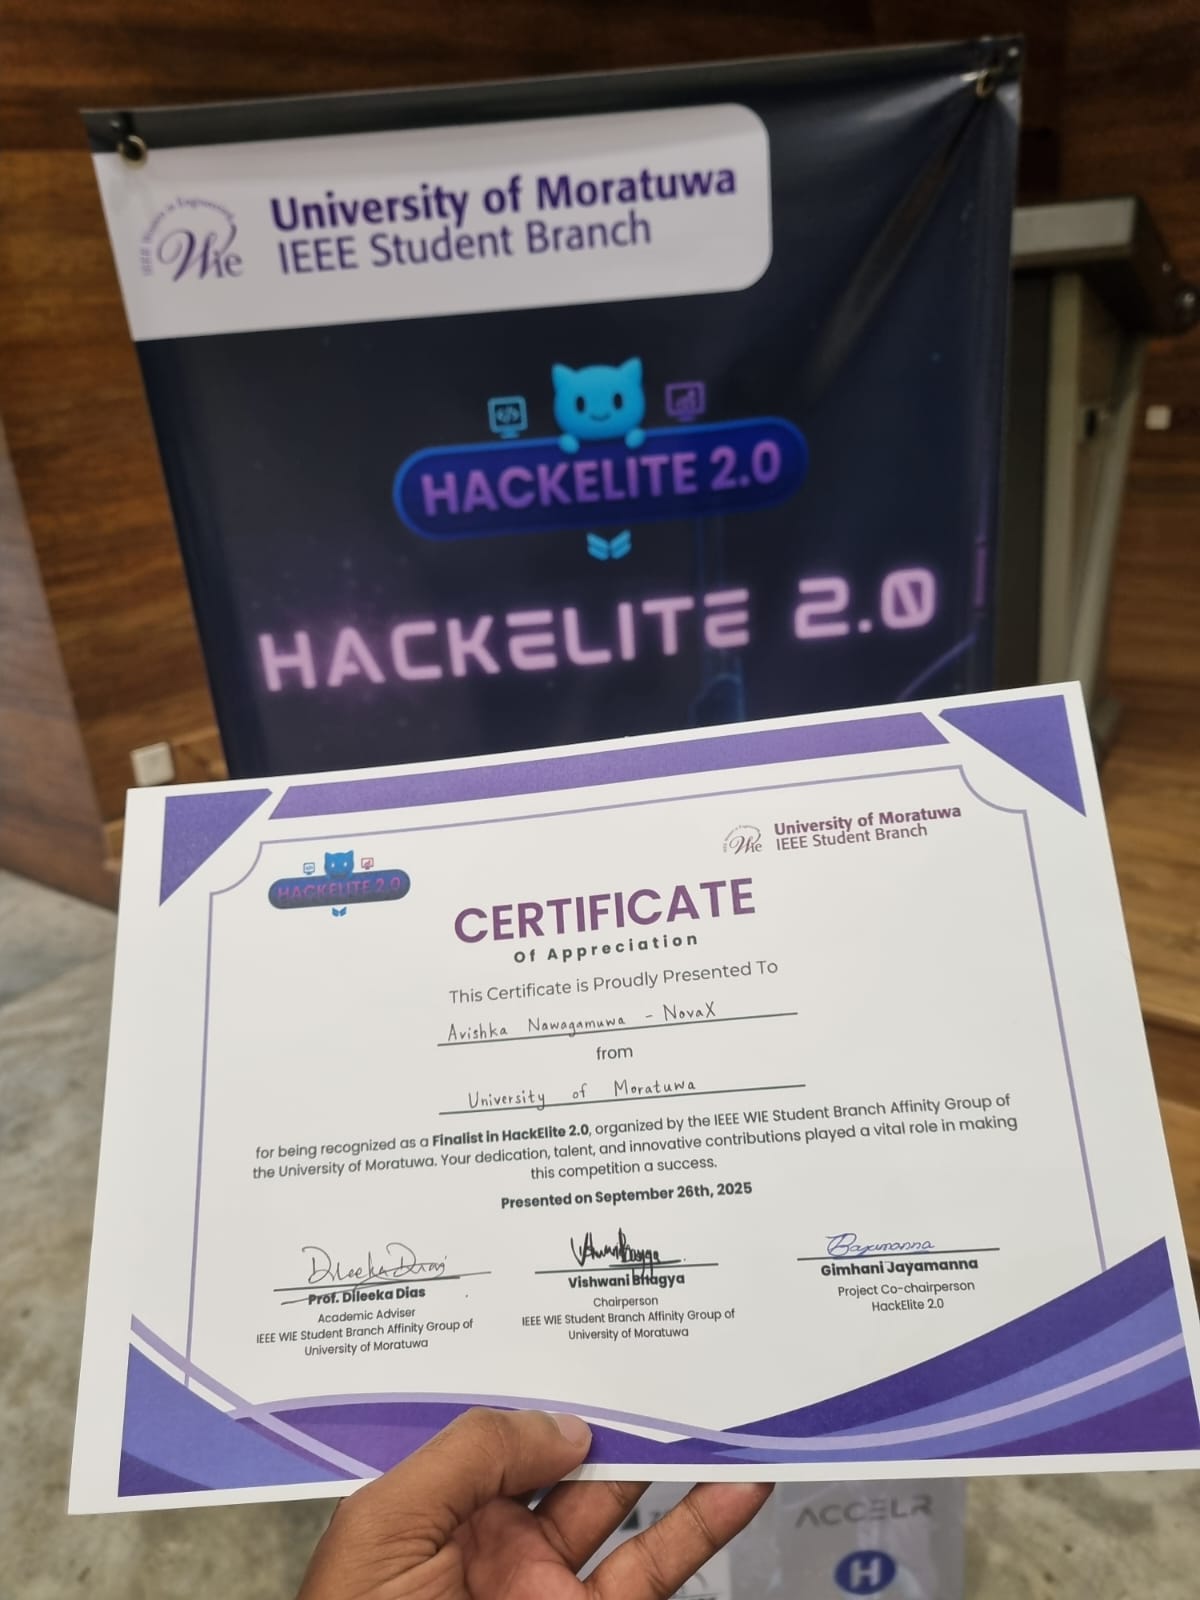 IEEE Women in Engineering
Wie
University of Moratuwa
IEEE Student Branch
</>
HACKELITE 2.0
HACKELITE 2.0
HACKELITE 2.0
Wie
University of Moratuwa
IEEE Student Branch
CERTIFICATE
Of Appreciation
This Certificate is Proudly Presented To
Avishka Nawagamuwa - NovaX
from
University of Moratuwa
for being recognized as a Finalist in HackElite 2.0, organized by the IEEE WIE Student Branch Affinity Group of
the University of Moratuwa. Your dedication, talent, and innovative contributions played a vital role in making
this competition a success.
Presented on September 26th, 2025
Dileeka Dias
Prof. Dileeka Dias
Academic Adviser
IEEE WIE Student Branch Affinity Group of
University of Moratuwa
Vishwani Bhagya
Chairperson
IEEE WIE Student Branch Affinity Group of
University of Moratuwa
Gimhani Jayamanna
Project Co-chairperson
HackElite 2.0
ACCELR
H